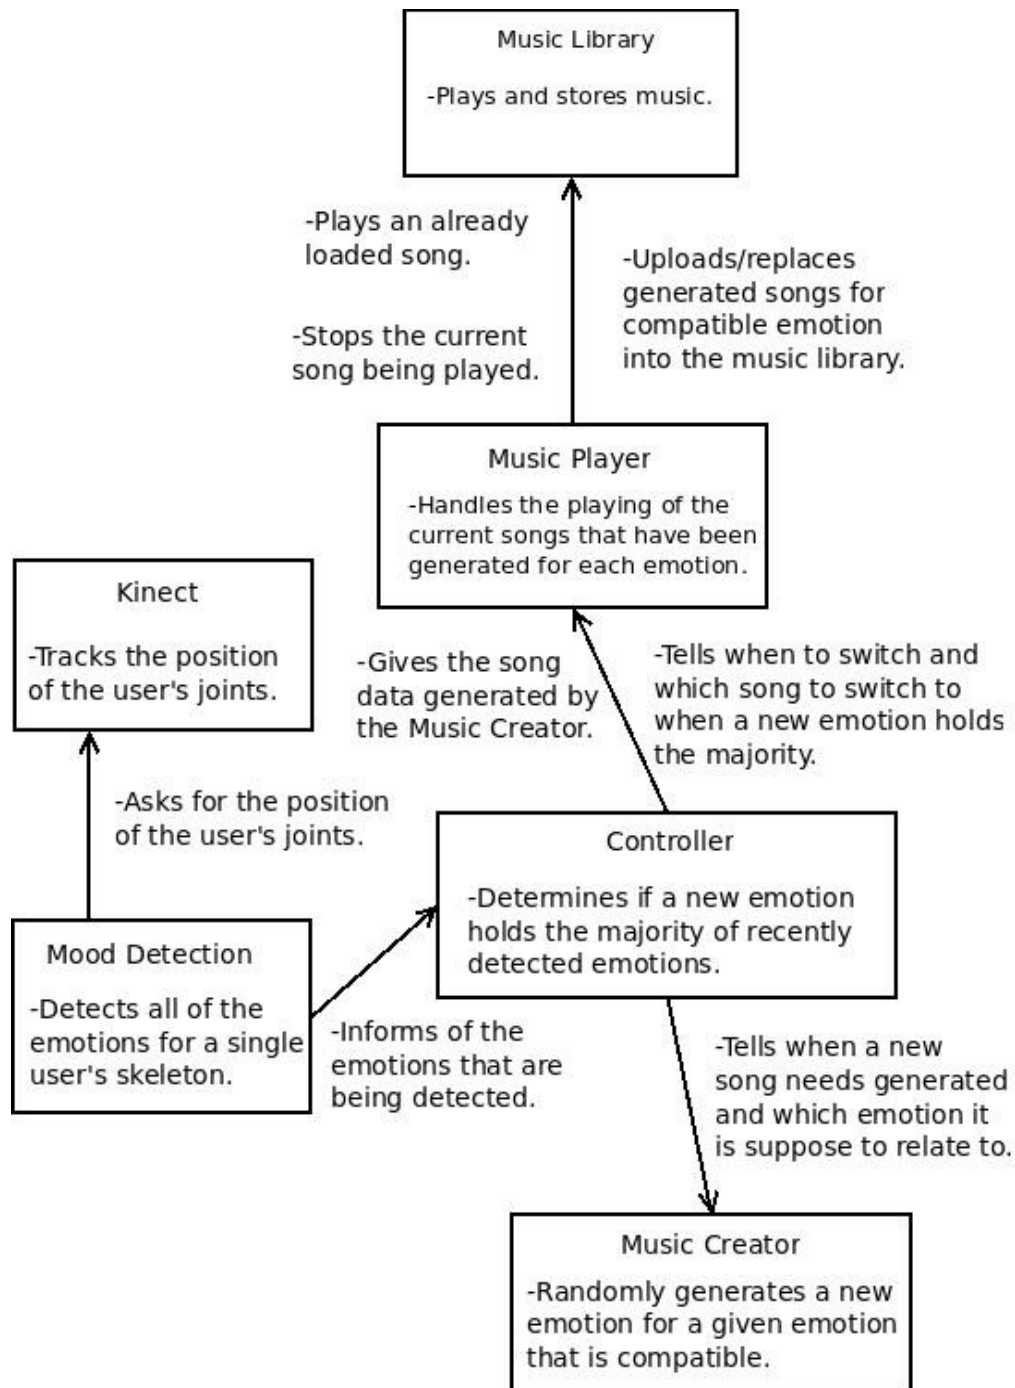 Music Library
-Plays and stores music.
-Plays an already
loaded song.
-Stops the current
song being played.
-Uploads/replaces
generated songs for
compatible emotion
into the music library.
Music Player
-Handles the playing of the
current songs that have been
generated for each emotion.
Kinect
-Tracks the position
of the user's joints.
-Gives the song
data generated by
the Music Creator.
-Tells when to switch and
which song to switch to
when a new emotion holds
the majority.
-Asks for the position
of the user's joints.
Controller
-Determines if a new emotion
holds the majority of recently
detected emotions.
Mood Detection
-Detects all of the
emotions for a single
user's skeleton.
-Informs of the
emotions that are
being detected.
-Tells when a new
song needs generated
and which emotion it
is suppose to relate to.
Music Creator
-Randomly generates a new
emotion for a given emotion
that is compatible.